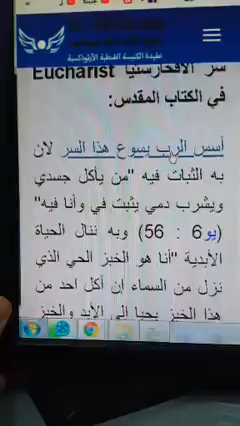 عقيدة الكنيسة القبطية الأرثوذكسية
سر الافخارستيا Eucharist
في الكتاب المقدس:
أسس الرب يسوع هذا السر لان
به الثبات فيه "من يأكل جسدي
ويشرب دمي يثبت في وأنا فيه"
(يو 6 : 56) وبه ننال الحياة
الأبدية "أنا هو الخبز الحي الذي
نزل من السماء إن أكل احد من
هذا الخبز يحيا إلى الأبد والخبز